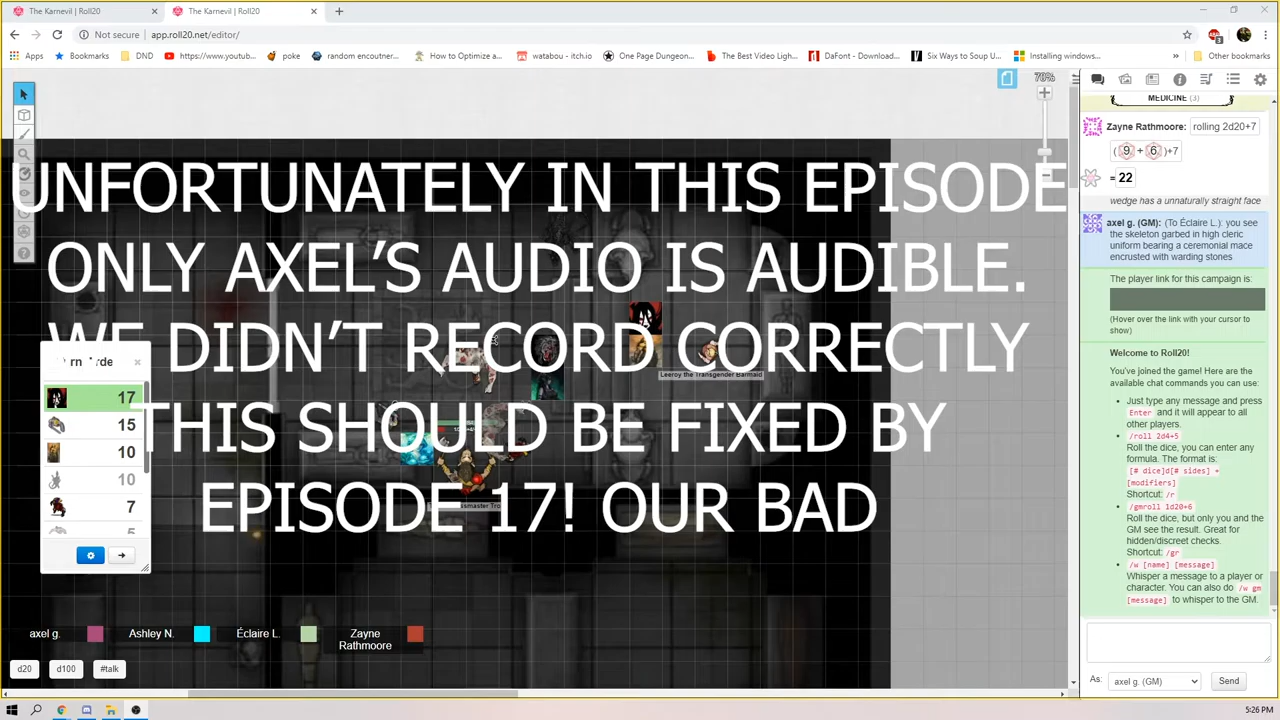 The Karnevil | Roll20
The Karnevil | Roll20
Not secure | app.roll20.net/editor/
Apps Bookmarks DND https://www.youtub... poke random encoutner... How to Optimize a... watabou - itch.io One Page Dungeon... The Best Video Ligh... DaFont - Download... Six Ways to Soup U... Installing windows... » Other bookmarks
70%
UNFORTUNATELY IN THIS EPISODE
ONLY AXEL'S AUDIO IS AUDIBLE.
WE DIDN'T RECORD CORRECTLY
THIS SHOULD BE FIXED BY
EPISODE 17! OUR BAD
Leeroy the Transgender Barmaid
17
15
10
10
7
5
axel g.
Ashley N.
Éclaire L.
Zayne
Rathmoore
d20
d100
#talk
MEDICINE (3)
Zayne Rathmoore: rolling 2d20+7
(9+6)+7
= 22
wedge has a unnaturally straight face
axel g. (GM): (To Éclaire L.): you see
the skeleton garbed in high cleric
uniform bearing a ceremonial mace
encrusted with warding stones
The player link for this campaign is:
(Hover over the link with your cursor to
show)
Welcome to Roll20!
You've joined the game! Here are the
available chat commands you can use:
Just type any message and press
Enter and it will appear to all
other players.
/roll 2d4+5
Roll the dice, you can enter any
formula. The format is:
[# dice]d[# sides] +
[modifiers]
Shortcut: /r
/gmroll 1d20+6
Roll the dice, but only you and the
GM see the result. Great for
hidden/discreet checks.
Shortcut: /gr
/w [name] [message]
Whisper a message to a player or
character. You can also do /w gm
[message] to whisper to the GM.
As: axel g. (GM) Send
5:26 PM